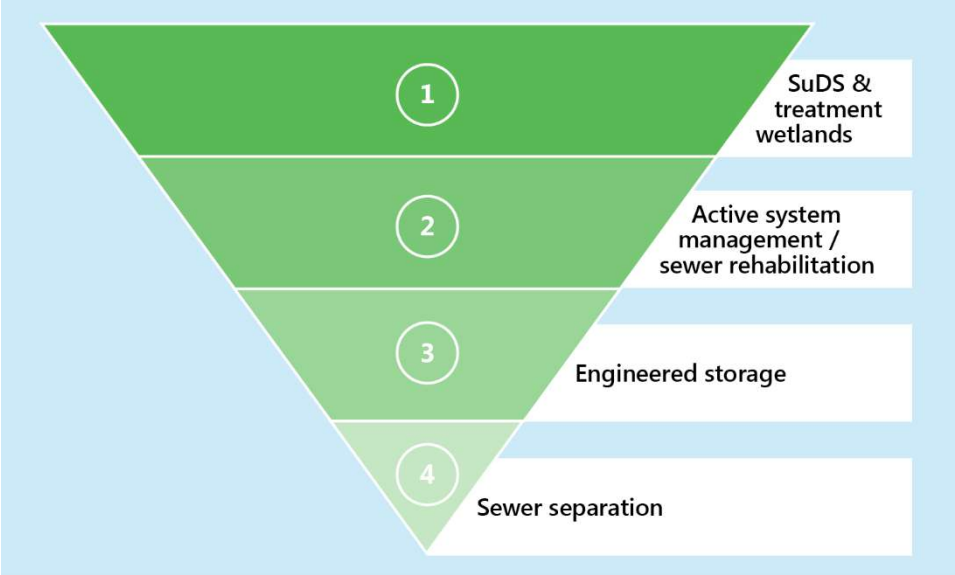 1
SuDS &
treatment
wetlands
2
Active system
management /
sewer rehabilitation
3
Engineered storage
4
Sewer separation